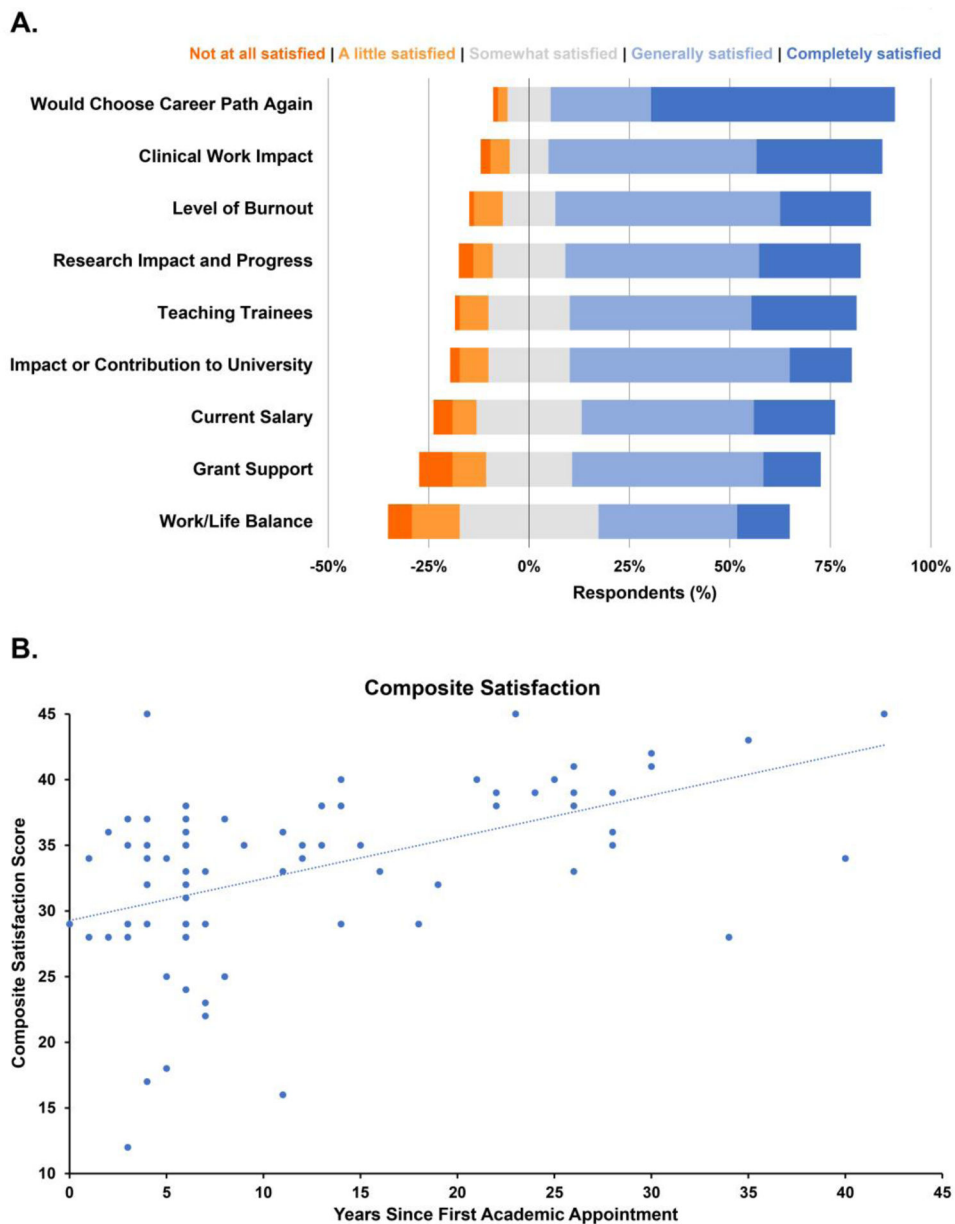 A.
Not at all satisfied | A little satisfied | Somewhat satisfied | Generally satisfied | Completely satisfied
Would Choose Career Path Again
Clinical Work Impact
Level of Burnout
Research Impact and Progress
Teaching Trainees
Impact or Contribution to University
Current Salary
Grant Support
Work/Life Balance
-50% -25% 0% 25% 50% 75% 100%
Respondents (%)
B.
Composite Satisfaction
Composite Satisfaction Score
45
40
35
30
25
20
15
10
0 5 10 15 20 25 30 35 40 45
Years Since First Academic Appointment